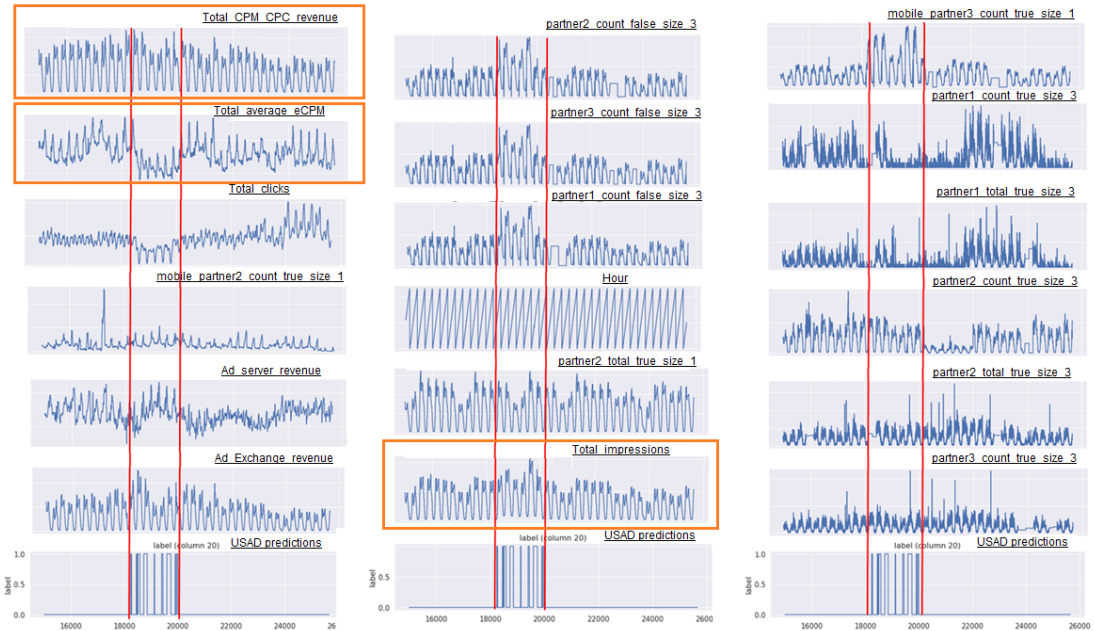 Total_CPM_CPC_revenue
Total_average_eCPM
Total_clicks
mobile_partner2_count_true_size_1
Ad_server_revenue
Ad_Exchange_revenue
USAD predictions
label (column 20)
1.0
0.5
0.0
label
16000 18000 20000 22000 24000 26
partner2_count_false_size_3
partner3_count_false_size_3
partner1_count_false_size_3
Hour
partner2_total_true_size_1
Total_impressions
USAD predictions
label (column 20)
0.5
0.0
label
16000 18000 20000 22000 24000 2600
mobile_partner3_count_true_size_1
partner1_count_true_size_3
partner1_total_true_size_3
partner2_count_true_size_3
partner2_total_true_size_3
partner3_count_true_size_3
USAD predictions
label (column 20)
1.0
0.5
0.0
label
16000 18000 20000 22000 24000 26000